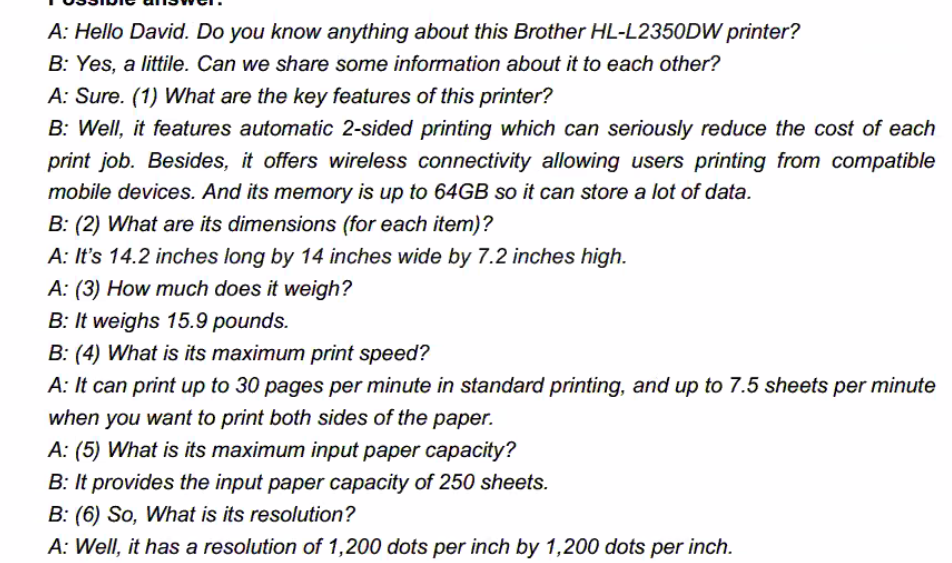 Possible answer:
A: Hello David. Do you know anything about this Brother HL-L2350DW printer?
B: Yes, a littile. Can we share some information about it to each other?
A: Sure. (1) What are the key features of this printer?
B: Well, it features automatic 2-sided printing which can seriously reduce the cost of each
print job. Besides, it offers wireless connectivity allowing users printing from compatible
mobile devices. And its memory is up to 64GB so it can store a lot of data.
B: (2) What are its dimensions (for each item)?
A: It's 14.2 inches long by 14 inches wide by 7.2 inches high.
A: (3) How much does it weigh?
B: It weighs 15.9 pounds.
B: (4) What is its maximum print speed?
A: It can print up to 30 pages per minute in standard printing, and up to 7.5 sheets per minute
when you want to print both sides of the paper.
A: (5) What is its maximum input paper capacity?
B: It provides the input paper capacity of 250 sheets.
B: (6) So, What is its resolution?
A: Well, it has a resolution of 1,200 dots per inch by 1,200 dots per inch.